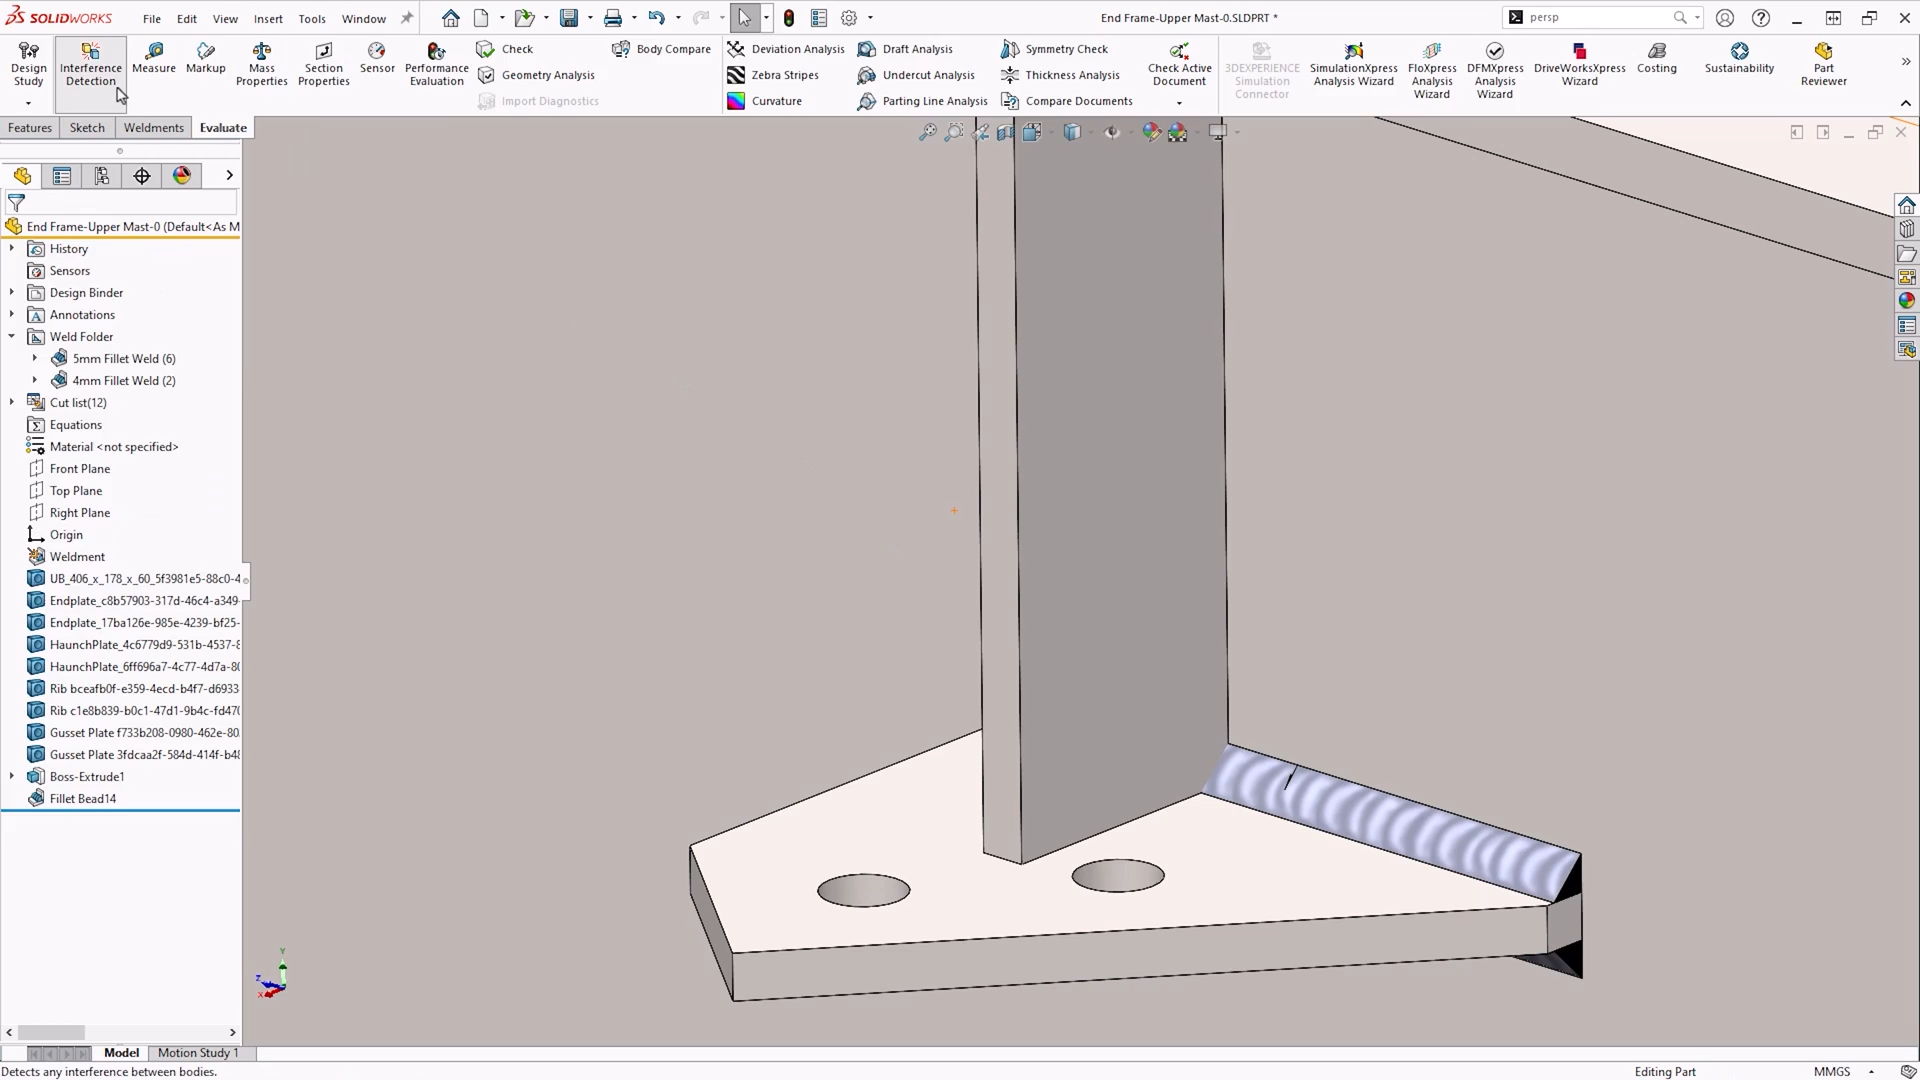 SOLIDWORKS File Edit View Insert Tools Window End Frame-Upper Mast-0.SLDPRT * persp
Design Study
Interference Detection
Measure
Markup
Mass Properties
Section Properties
Sensor
Performance Evaluation
Check
Geometry Analysis
Import Diagnostics
Body Compare
Deviation Analysis
Zebra Stripes
Curvature
Draft Analysis
Undercut Analysis
Parting Line Analysis
Symmetry Check
Thickness Analysis
Compare Documents
Check Active Document
3DEXPERIENCE Simulation Connector
SimulationXpress Analysis Wizard
FloXpress Analysis Wizard
DFMXpress Analysis Wizard
DriveWorksXpress Wizard
Costing
Sustainability
Part Reviewer
Features Sketch Weldments Evaluate
End Frame-Upper Mast-0 (Default<As M
History
Sensors
Design Binder
Annotations
Weld Folder
5mm Fillet Weld (6)
4mm Fillet Weld (2)
Cut list(12)
Equations
Material <not specified>
Front Plane
Top Plane
Right Plane
Origin
Weldment
UB_406_x_178_x_60_5f3981e5-88c0-4
Endplate_c8b57903-317d-46c4-a349-
Endplate_17ba126e-985e-4239-bf25-
HaunchPlate_4c6779d9-531b-4537-8
HaunchPlate_6ff696a7-4c77-4d7a-80
Rib bceafb0f-e359-4ecd-b4f7-d6933
Rib c1e8b839-b0c1-47d1-9b4c-fd470
Gusset Plate f733b208-0980-462e-80
Gusset Plate 3fdcaa2f-584d-414f-b48
Boss-Extrude1
Fillet Bead14
Y
Z
X
Model Motion Study 1
Detects any interference between bodies. Editing Part MMGS